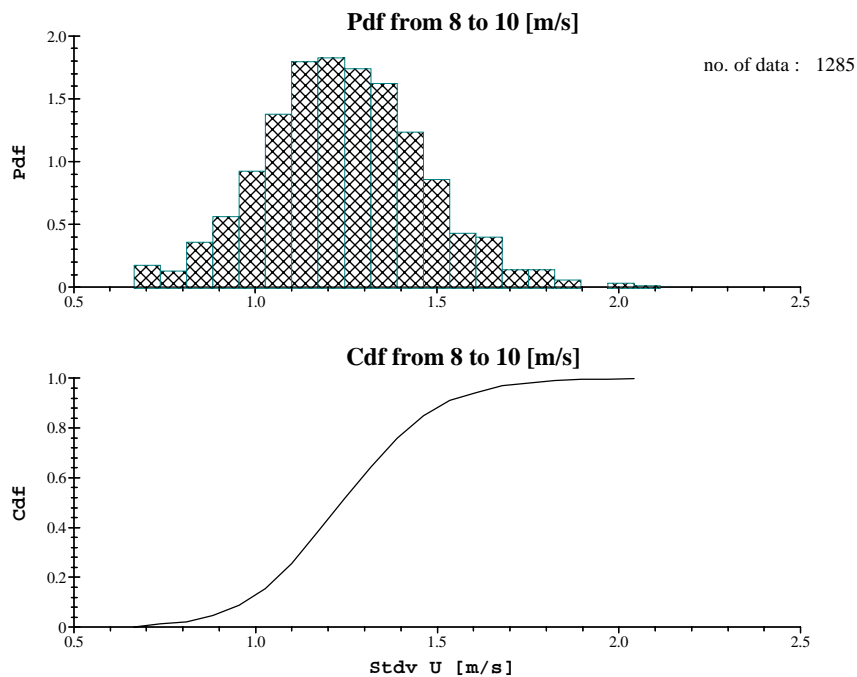 Pdf from 8 to 10 [m/s]
no. of data : 1285
Pdf
2.0
1.5
1.0
0.5
0
0.5 1.0 1.5 2.0 2.5
Cdf from 8 to 10 [m/s]
Cdf
1.0
0.8
0.6
0.4
0.2
0
0.5 1.0 1.5 2.0 2.5
Stdv U [m/s]